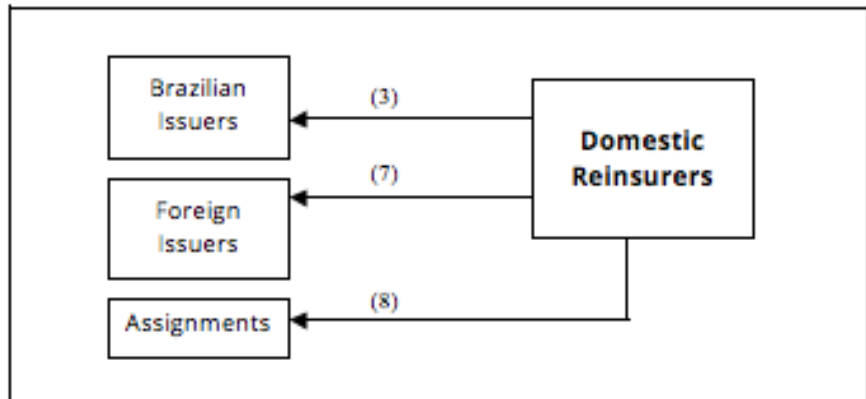 Brazilian
Issuers
(3)
Domestic
Reinsurers
(7)
Foreign
Issuers
(8)
Assignments